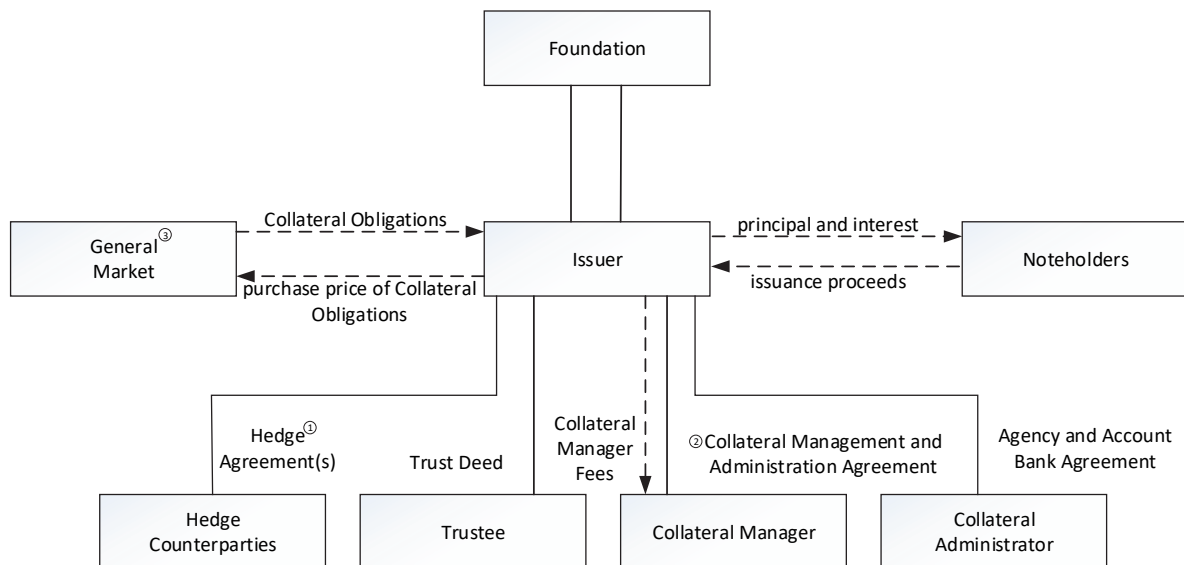 Foundation
Collateral Obligations
principal and interest
General③
Market
Issuer
Noteholders
purchase price of Collateral
Obligations
issuance proceeds
Hedge①
Agreement(s)
Trust Deed
Collateral
Manager
Fees
②Collateral Management and
Administration Agreement
Agency and Account
Bank Agreement
Hedge
Counterparties
Trustee
Collateral Manager
Collateral
Administrator